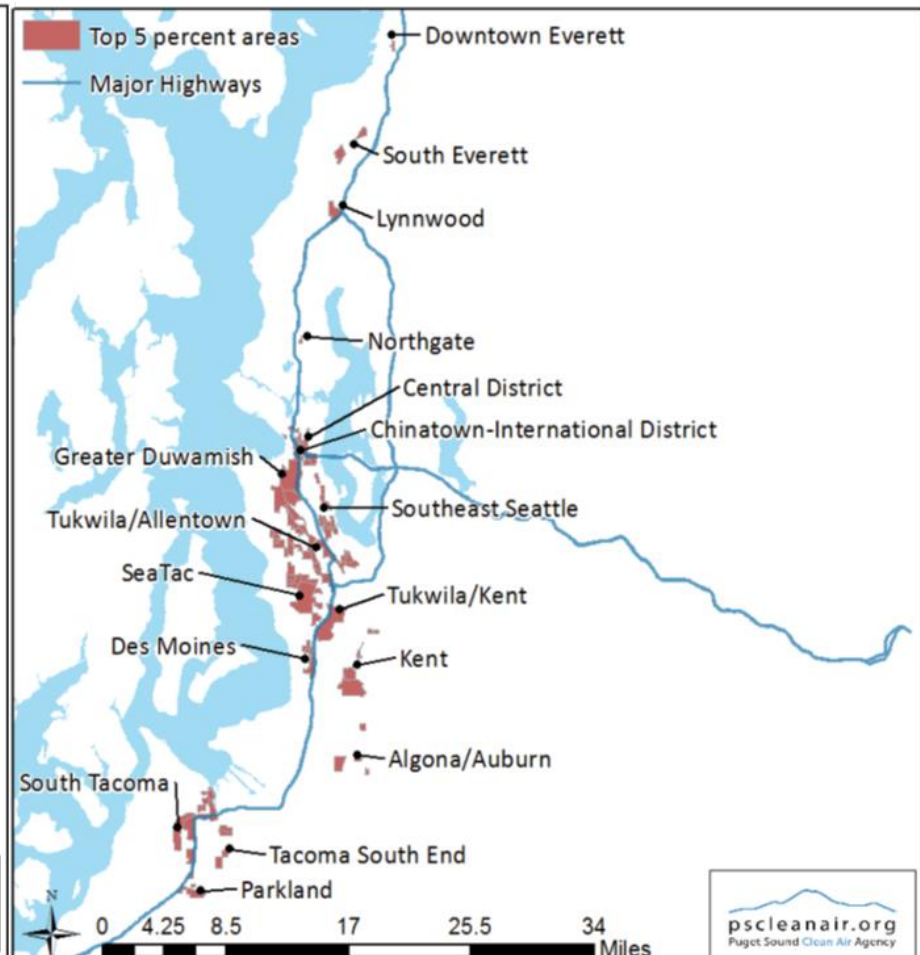 Top 5 percent areas
Major Highways
Downtown Everett
South Everett
Lynnwood
Northgate
Central District
Chinatown-International District
Greater Duwamish
Southeast Seattle
Tukwila/Allentown
SeaTac
Tukwila/Kent
Des Moines
Kent
Algona/Auburn
South Tacoma
Tacoma South End
Parkland
N
0 4.25 8.5 17 25.5 34
Miles
pscleanair.org
Puget Sound Clean Air Agency